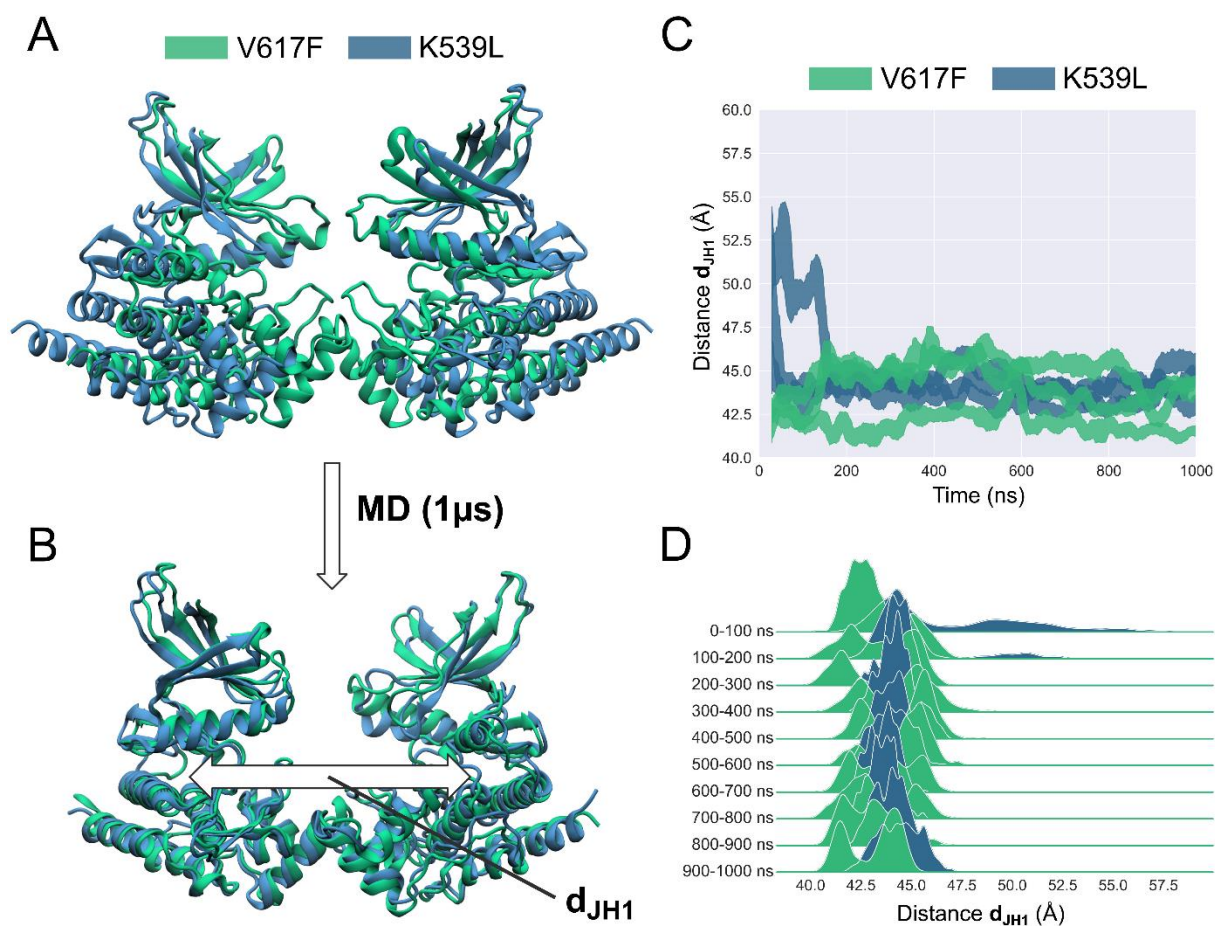 A
V617F
K539L
MD (1µs)
B
d_JH1
C
V617F
K539L
Distance d_JH1 (Å)
60.0
57.5
55.0
52.5
50.0
47.5
45.0
42.5
40.0
0
200
400
600
800
1000
Time (ns)
D
0-100 ns
100-200 ns
200-300 ns
300-400 ns
400-500 ns
500-600 ns
600-700 ns
700-800 ns
800-900 ns
900-1000 ns
40.0
42.5
45.0
47.5
50.0
52.5
55.0
57.5
Distance d_JH1 (Å)